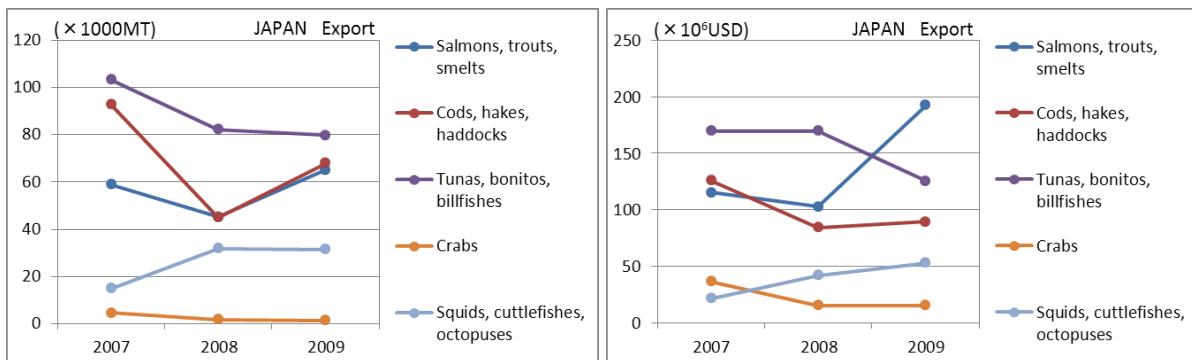 (×1000MT) JAPAN Export
120
100
80
60
40
20
0
2007 2008 2009
Salmons, trouts,
smelts
Cods, hakes,
haddocks
Tunas, bonitos,
billfishes
Crabs
Squids, cuttlefishes,
octopuses
(×10⁶USD) JAPAN Export
250
200
150
100
50
0
2007 2008 2009
Salmons, trouts,
smelts
Cods, hakes,
haddocks
Tunas, bonitos,
billfishes
Crabs
Squids, cuttlefishes,
octopuses